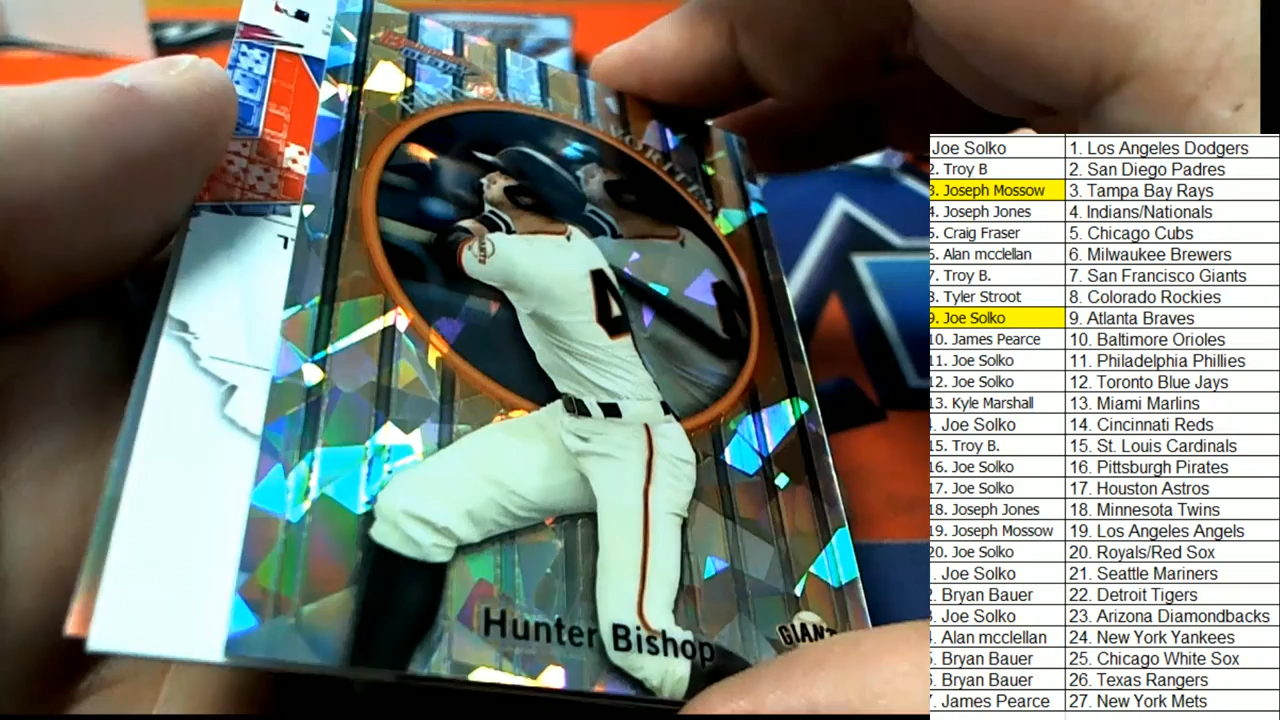 Hunter Bishop
GIANT
Joe Solko 1. Los Angeles Dodgers
2. Troy B 2. San Diego Padres
3. Joseph Mossow 3. Tampa Bay Rays
4. Joseph Jones 4. Indians/Nationals
5. Craig Fraser 5. Chicago Cubs
6. Alan mcclellan 6. Milwaukee Brewers
7. Troy B. 7. San Francisco Giants
8. Tyler Stroot 8. Colorado Rockies
9. Joe Solko 9. Atlanta Braves
10. James Pearce 10. Baltimore Orioles
11. Joe Solko 11. Philadelphia Phillies
12. Joe Solko 12. Toronto Blue Jays
13. Kyle Marshall 13. Miami Marlins
. Joe Solko 14. Cincinnati Reds
15. Troy B. 15. St. Louis Cardinals
16. Joe Solko 16. Pittsburgh Pirates
17. Joe Solko 17. Houston Astros
18. Joseph Jones 18. Minnesota Twins
19. Joseph Mossow 19. Los Angeles Angels
20. Joe Solko 20. Royals/Red Sox
. Joe Solko 21. Seattle Mariners
. Bryan Bauer 22. Detroit Tigers
. Joe Solko 23. Arizona Diamondbacks
. Alan mcclellan 24. New York Yankees
. Bryan Bauer 25. Chicago White Sox
. Bryan Bauer 26. Texas Rangers
. James Pearce 27. New York Mets